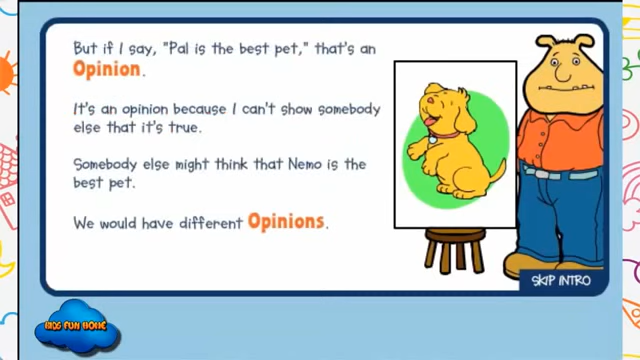 But if I say, "Pal is the best pet," that's an
Opinion.
It's an opinion because I can't show somebody
else that it's true.
Somebody else might think that Nemo is the
best pet.
We would have different Opinions.
SKIP INTRO
KIDS FUN HOME